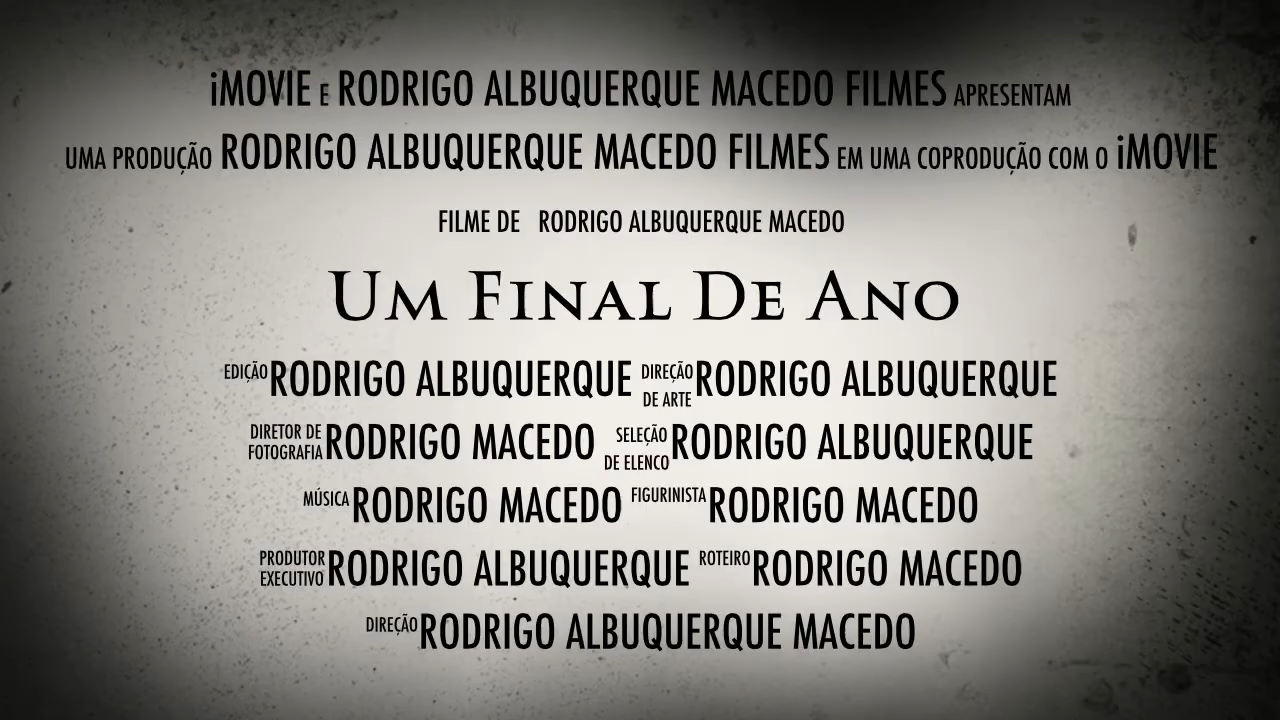 iMOVIE E RODRIGO ALBUQUERQUE MACEDO FILMES APRESENTAM
UMA PRODUÇÃO RODRIGO ALBUQUERQUE MACEDO FILMES EM UMA COPRODUÇÃO COM O iMOVIE
FILME DE RODRIGO ALBUQUERQUE MACEDO
UM FINAL DE ANO
EDIÇÃO RODRIGO ALBUQUERQUE DIREÇÃO DE ARTE RODRIGO ALBUQUERQUE
DIRETOR DE FOTOGRAFIA RODRIGO MACEDO SELEÇÃO DE ELENCO RODRIGO ALBUQUERQUE
MÚSICA RODRIGO MACEDO FIGURINISTA RODRIGO MACEDO
PRODUTOR EXECUTIVO RODRIGO ALBUQUERQUE ROTEIRO RODRIGO MACEDO
DIREÇÃO RODRIGO ALBUQUERQUE MACEDO